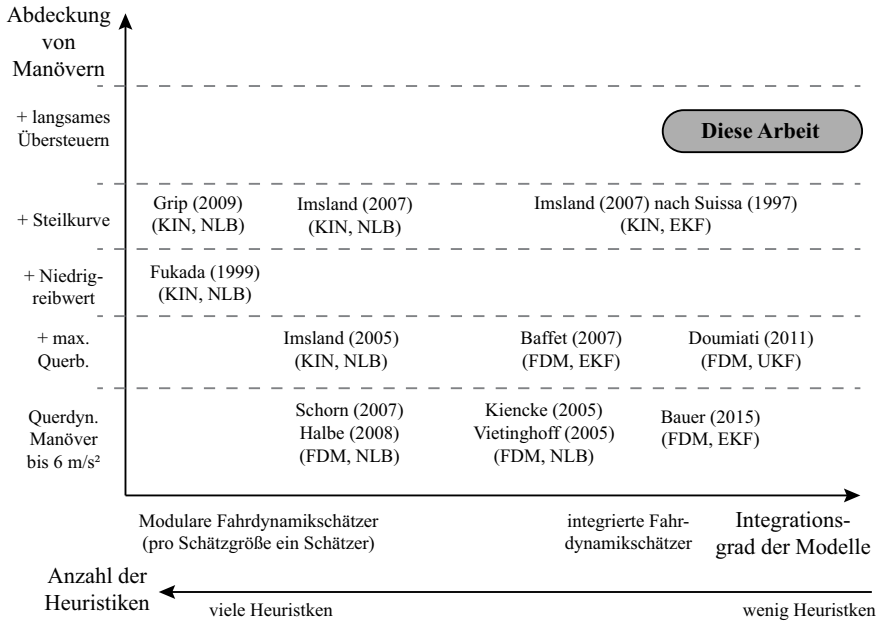 Abdeckung
von
Manövern
+ langsames
Übersteuern
Diese Arbeit
+ Steilkurve
Grip (2009)
(KIN, NLB)
Imsland (2007)
(KIN, NLB)
Imsland (2007) nach Suissa (1997)
(KIN, EKF)
+ Niedrig-
reibwert
Fukada (1999)
(KIN, NLB)
+ max.
Querb.
Imsland (2005)
(KIN, NLB)
Baffet (2007)
(FDM, EKF)
Doumiati (2011)
(FDM, UKF)
Querdyn.
Manöver
bis 6 m/s²
Schorn (2007)
Halbe (2008)
(FDM, NLB)
Kiencke (2005)
Vietinghoff (2005)
(FDM, NLB)
Bauer (2015)
(FDM, EKF)
Modulare Fahrdynamikschätzer
(pro Schätzgröße ein Schätzer)
integrierte Fahr-
dynamikschätzer
Integrations-
grad der Modelle
Anzahl der
Heuristiken
viele Heuristken
wenig Heuristken